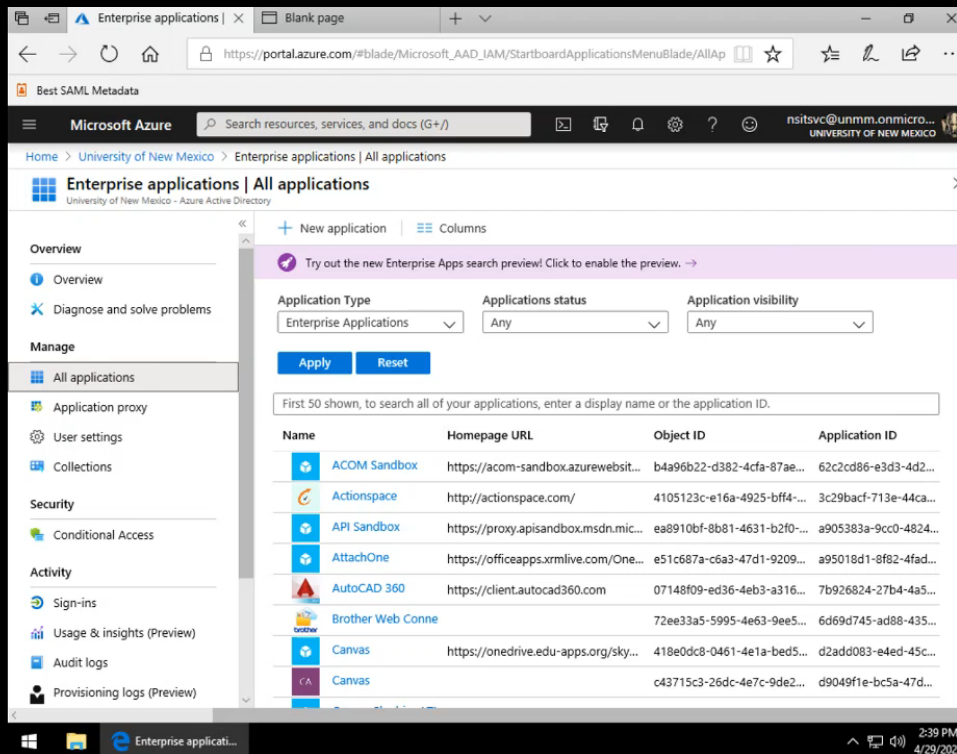 Enterprise applications |
Blank page
https://portal.azure.com/#blade/Microsoft_AAD_IAM/StartboardApplicationsMenuBlade/AllAp
Best SAML Metadata
Microsoft Azure
Search resources, services, and docs (G+/)
nsitsvc@unmm.onmicro...
UNIVERSITY OF NEW MEXICO
Home > University of New Mexico > Enterprise applications | All applications
Enterprise applications | All applications
University of New Mexico - Azure Active Directory
Overview
Overview
Diagnose and solve problems
Manage
All applications
Application proxy
User settings
Collections
Security
Conditional Access
Activity
Sign-ins
Usage & insights (Preview)
Audit logs
Provisioning logs (Preview)
New application
Columns
Try out the new Enterprise Apps search preview! Click to enable the preview. →
Application Type
Applications status
Application visibility
Enterprise Applications
Any
Any
Apply
Reset
First 50 shown, to search all of your applications, enter a display name or the application ID.
Name Homepage URL Object ID Application ID
ACOM Sandbox https://acom-sandbox.azurewebsit... b4a96b22-d382-4cfa-87ae... 62c2cd86-e3d3-4d2...
Actionspace http://actionspace.com/ 4105123c-e16a-4925-bff4-... 3c29bacf-713e-44ca...
API Sandbox https://proxy.apisandbox.msdn.mic... ea8910bf-8b81-4631-b2f0-... a905383a-9cc0-4824...
AttachOne https://officeapps.xrmlive.com/One... e51c687a-c6a3-47d1-9209... a95018d1-8f82-4fad...
AutoCAD 360 https://client.autocad360.com 07148f09-ed36-4eb3-a316... 7b926824-27b4-4a5...
brother Brother Web Conne 72ee33a5-5995-4e63-9ee5... 6d69d745-ad88-435...
Canvas https://onedrive.edu-apps.org/sky... 418e0dc8-0461-4e1a-bed5... d2add083-e4ed-45c...
CA Canvas c43715c3-26dc-4e7c-9de2... d9049f1e-bc5a-47d...
Enterprise applicati...
2:39 PM
4/29/202